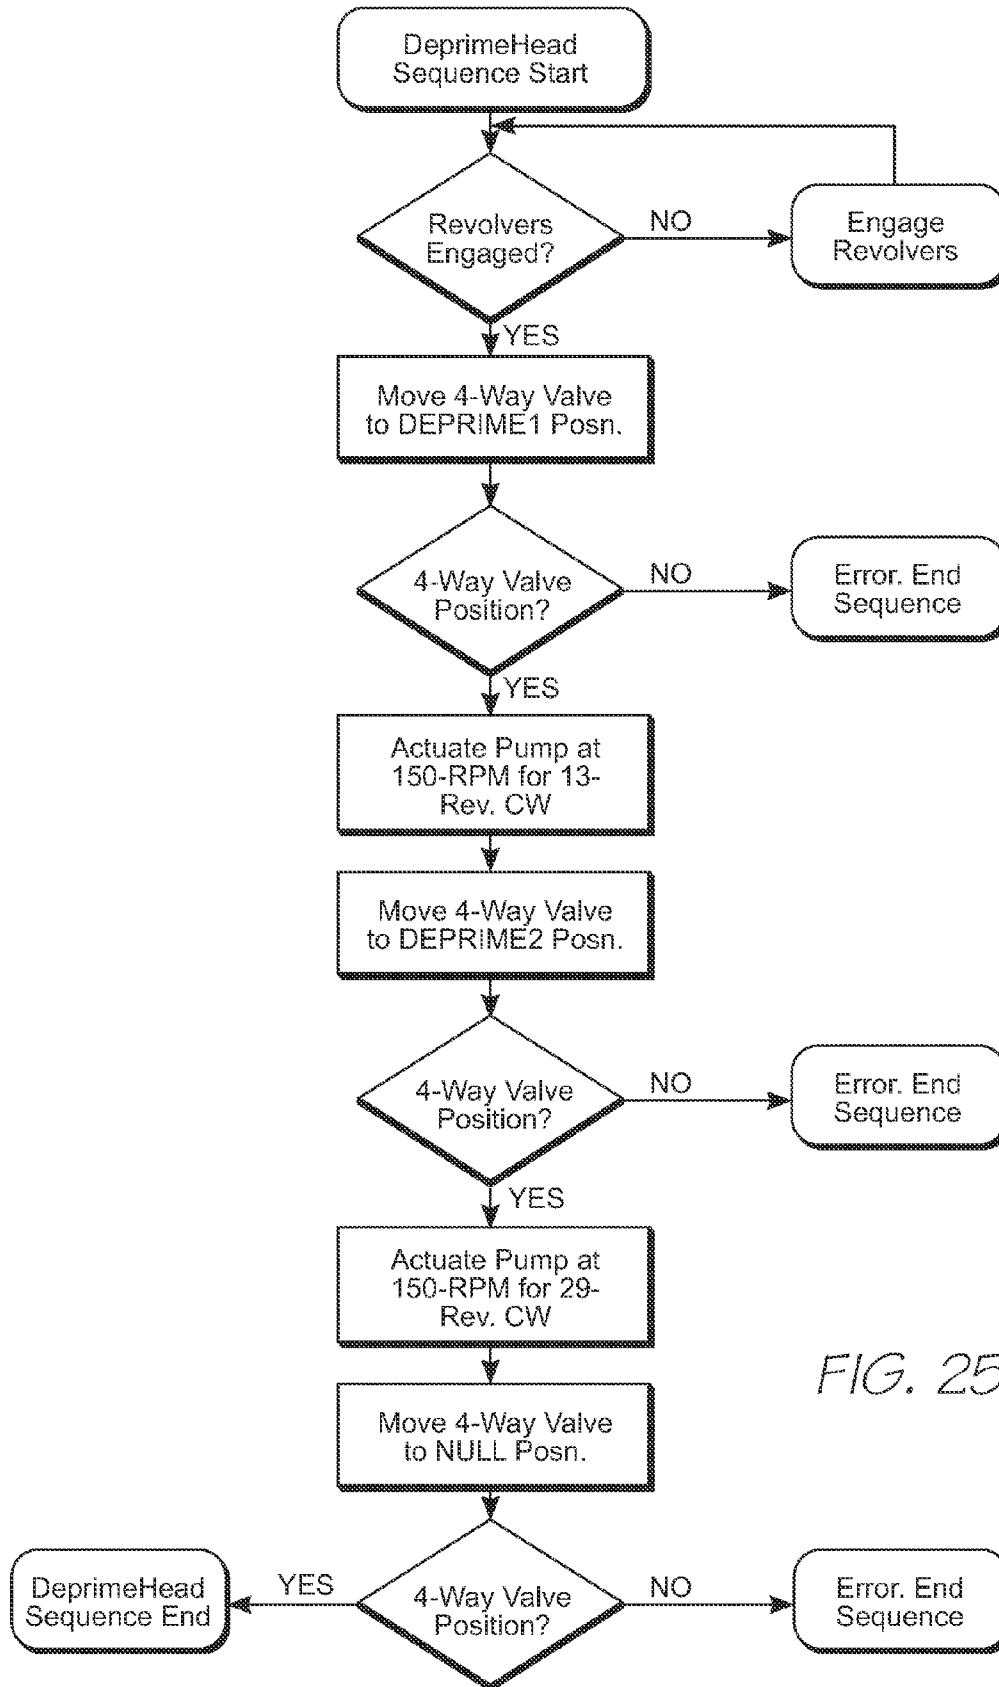 DeprimeHead
Sequence Start
Revolvers
Engaged?
NO
Engage
Revolvers
YES
Move 4-Way Valve
to DEPRIME1 Posn.
4-Way Valve
Position?
NO
Error. End
Sequence
YES
Actuate Pump at
150-RPM for 13-
Rev. CW
Move 4-Way Valve
to DEPRIME2 Posn.
4-Way Valve
Position?
NO
Error. End
Sequence
YES
Actuate Pump at
150-RPM for 29-
Rev. CW
FIG. 25
Move 4-Way Valve
to NULL Posn.
4-Way Valve
Position?
YES
DeprimeHead
Sequence End
NO
Error. End
Sequence